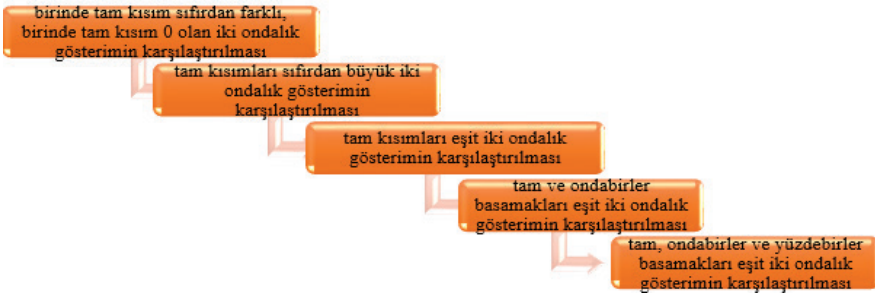 birinde tam kısım sıfırdan farklı,
birinde tam kısım 0 olan iki ondalık
gösterimin karşılaştırılması
tam kısımları sıfırdan büyük iki
ondalık gösterimin
karşılaştırılması
tam kısımları eşit iki ondalık
gösterimin karşılaştırılması
tam ve ondabirler
basamakları eşit iki ondalık
gösterimin karşılaştırılması
tam, ondabirler ve yüzdebirler
basamakları eşit iki ondalık
gösterimin karşılaştırılması